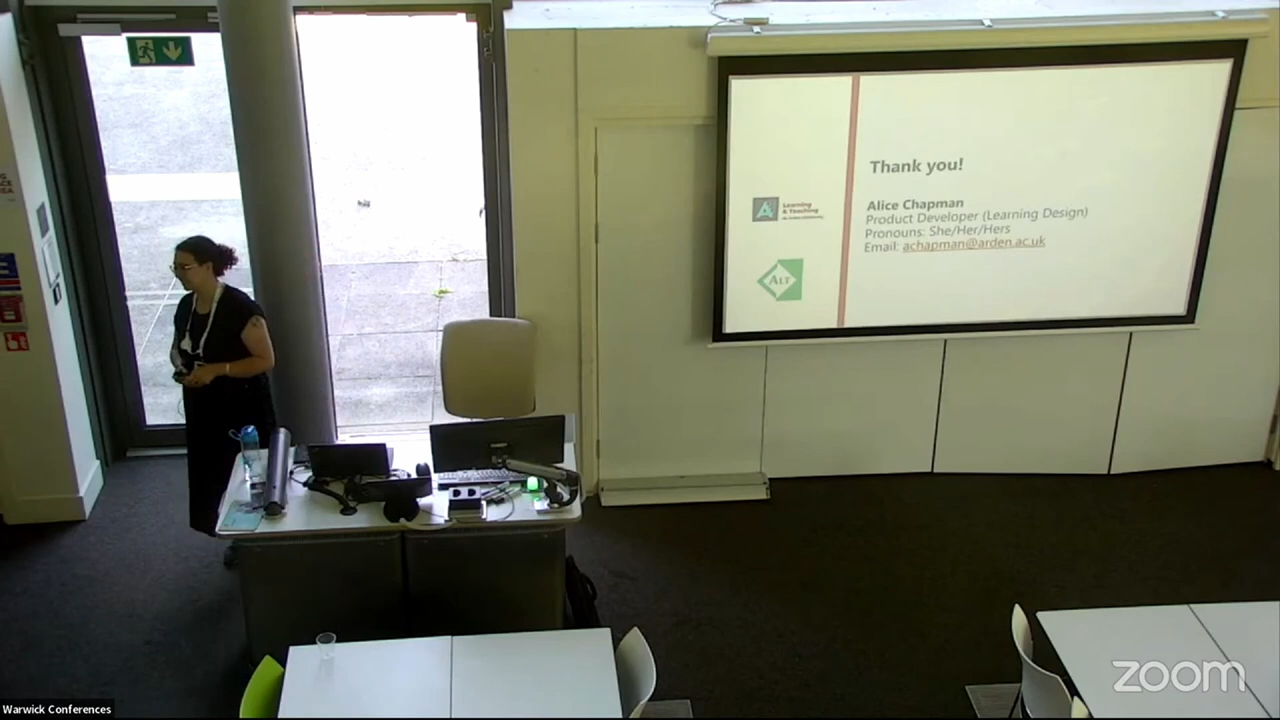 Thank you!
Alice Chapman
Product Developer (Learning Design)
Pronouns: She/Her/Hers
Email: achapman@arden.ac.uk
Learning
& Teaching
ALT
zoom
Warwick Conferences